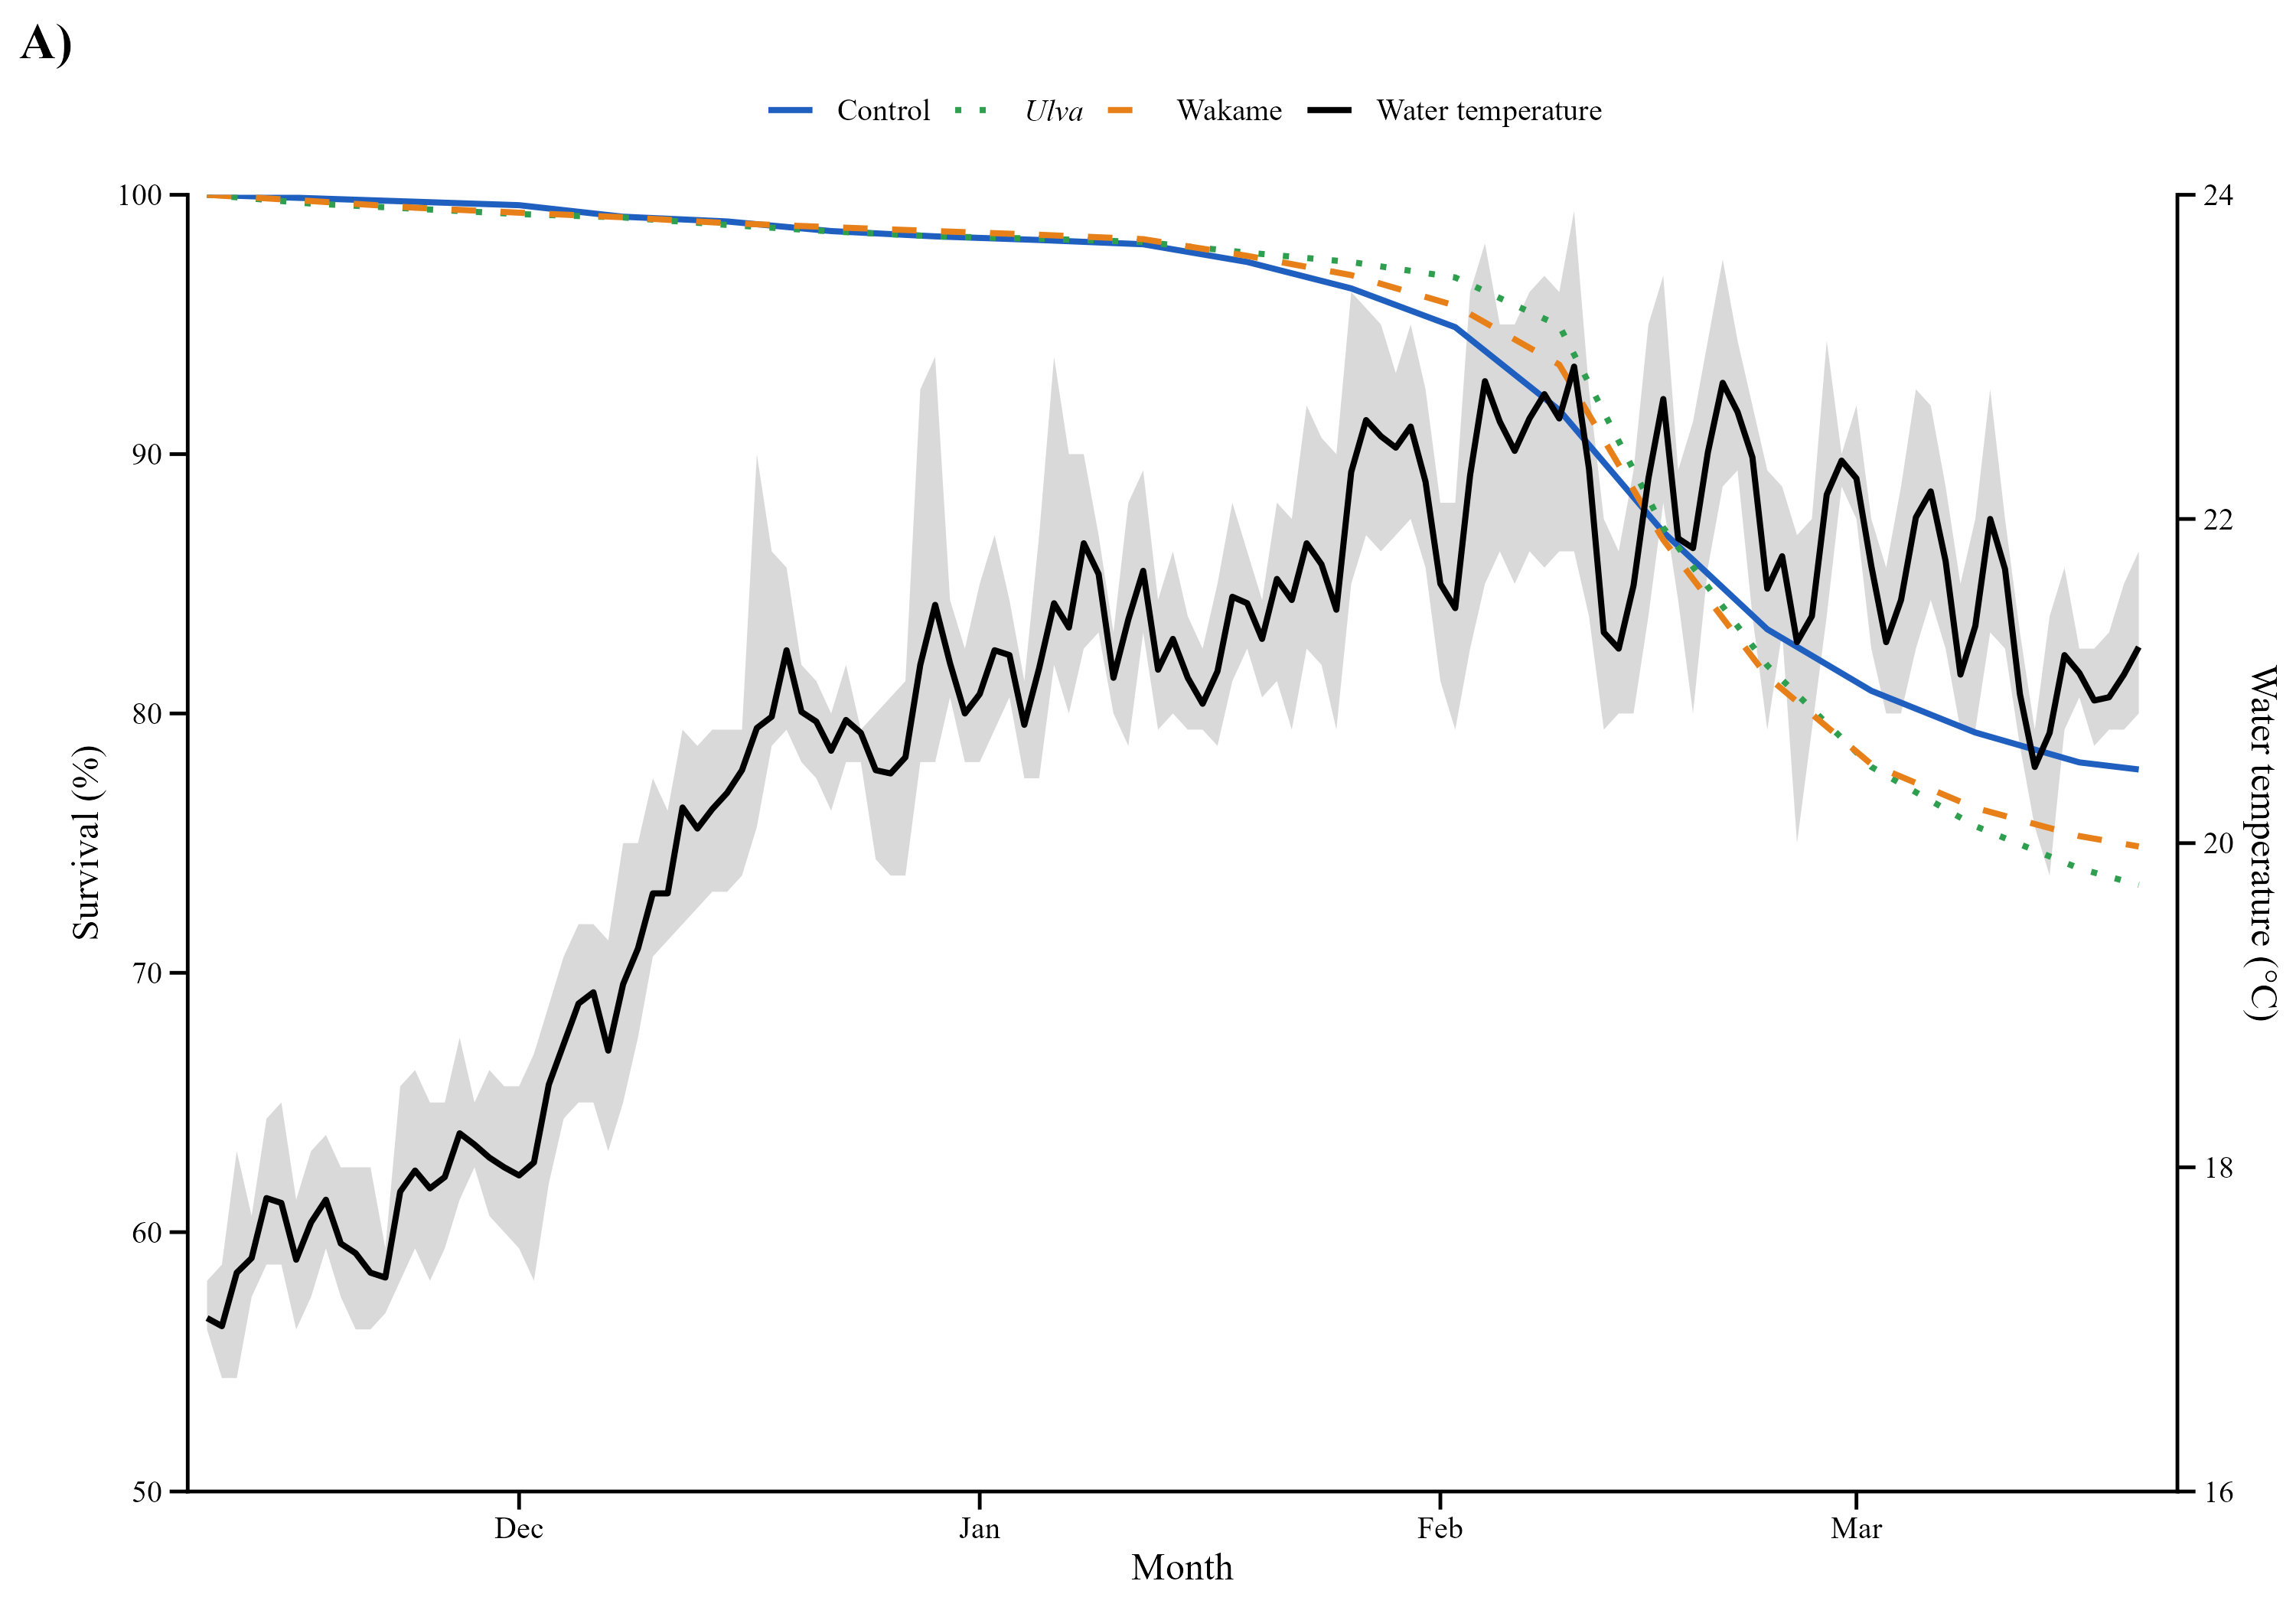 A)
Control Ulva Wakame Water temperature
100
90
80
70
60
50
Survival (%)
24
22
20
18
16
Water temperature (°C)
Dec Jan Feb Mar
Month